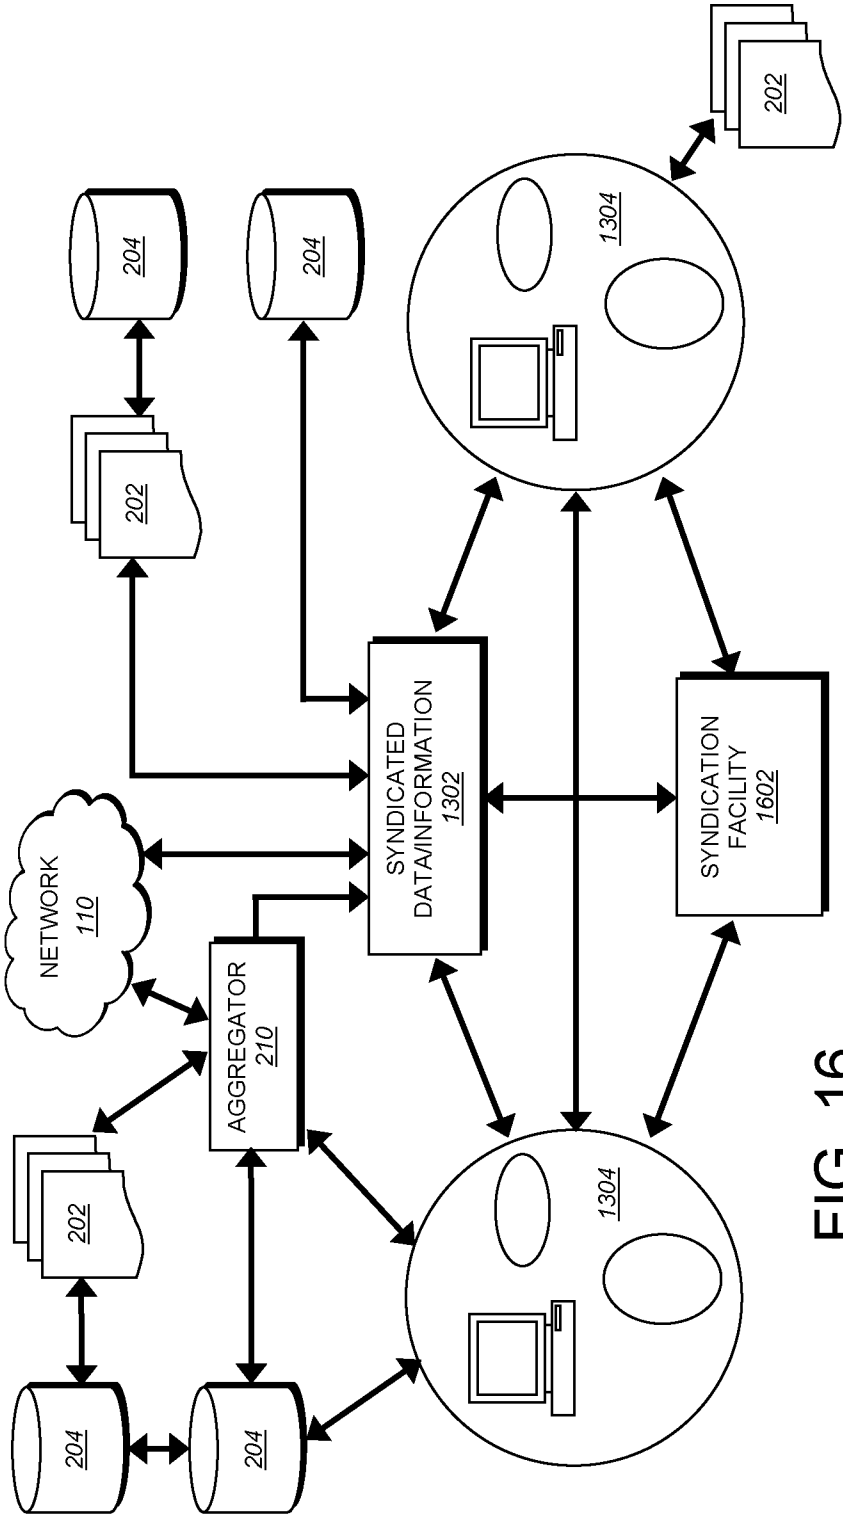 NETWORK
110
204
202
202
204
AGGREGATOR
210
204
204
SYNDICATED
DATA/INFORMATION
1302
1304
1304
SYNDICATION
FACILITY
1602
202
FIG. 16